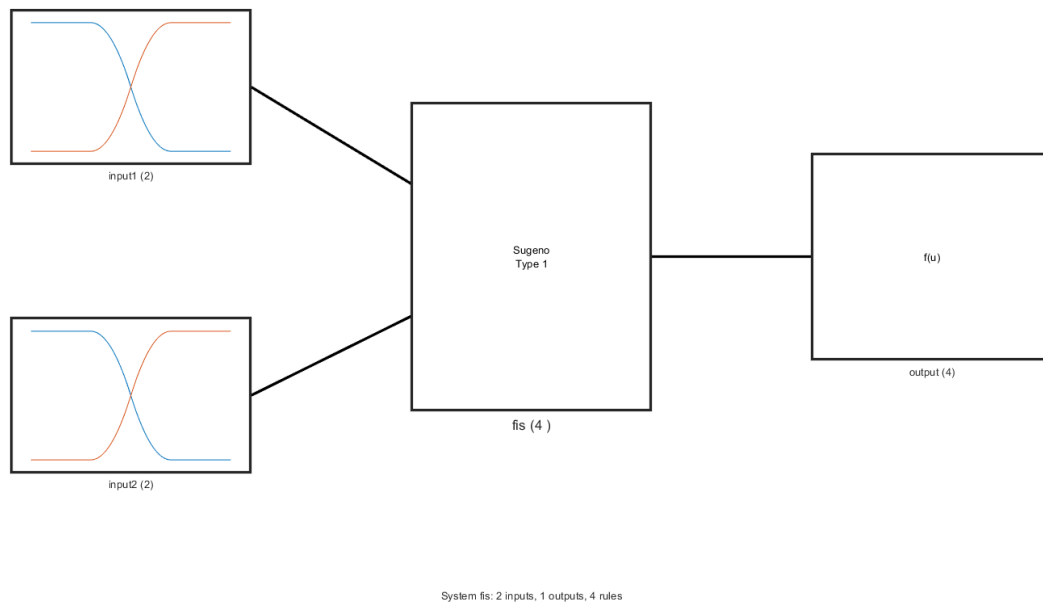 input1 (2)
Sugeno
Type 1
f(u)
output (4)
fis (4 )
input2 (2)
System fis: 2 inputs, 1 outputs, 4 rules